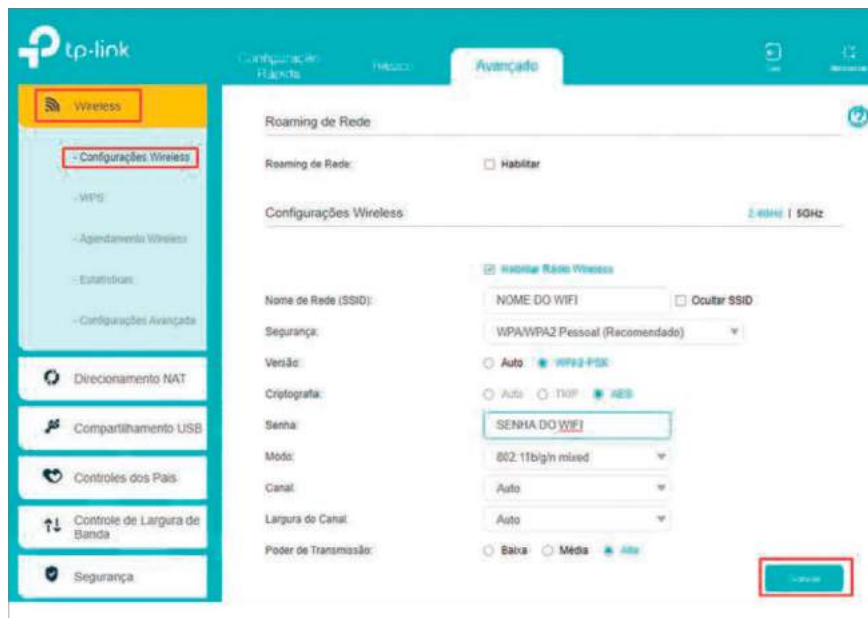 tp-link
Configuração
Rápida
Básico
Avançado
Wireless
- Configurações Wireless
- WPS
- Agendamento Wireless
- Estatísticas
- Configurações Avançada
Direcionamento NAT
Compartilhamento USB
Controles dos Pais
Controle de Largura de
Banda
Segurança
Roaming de Rede
Roaming de Rede: Habilitar
Configurações Wireless 2.4GHz | 5GHz
Habilitar Rádio Wireless
Nome de Rede (SSID): NOME DO WIFI Ocultar SSID
Segurança: WPA/WPA2 Pessoal (Recomendado)
Versão: Auto WPA2-PSK
Criptografia: Auto TKIP AES
Senha: SENHA DO WIFI
Modo: 802.11b/g/n mixed
Canal: Auto
Largura do Canal: Auto
Poder de Transmissão: Baixa Média Alta